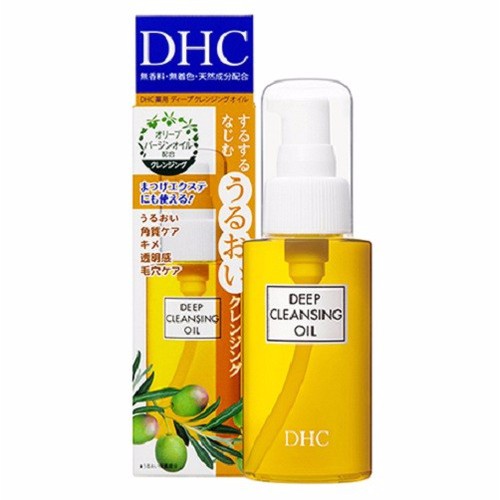 DHC
無香料・無着色・天然成分配合
DHC薬用 ディープクレンジングオイル
オリーブ
バージンオイル
配合
クレンジング
まつげエクステ
にも使える!
うるおい
角質ケア
キメ
透明感
毛穴ケア
するする
なじむ
うるおい
クレンジング
DEEP
CLEANSING
OIL
DEEP
CLEANSING
OIL
DHC